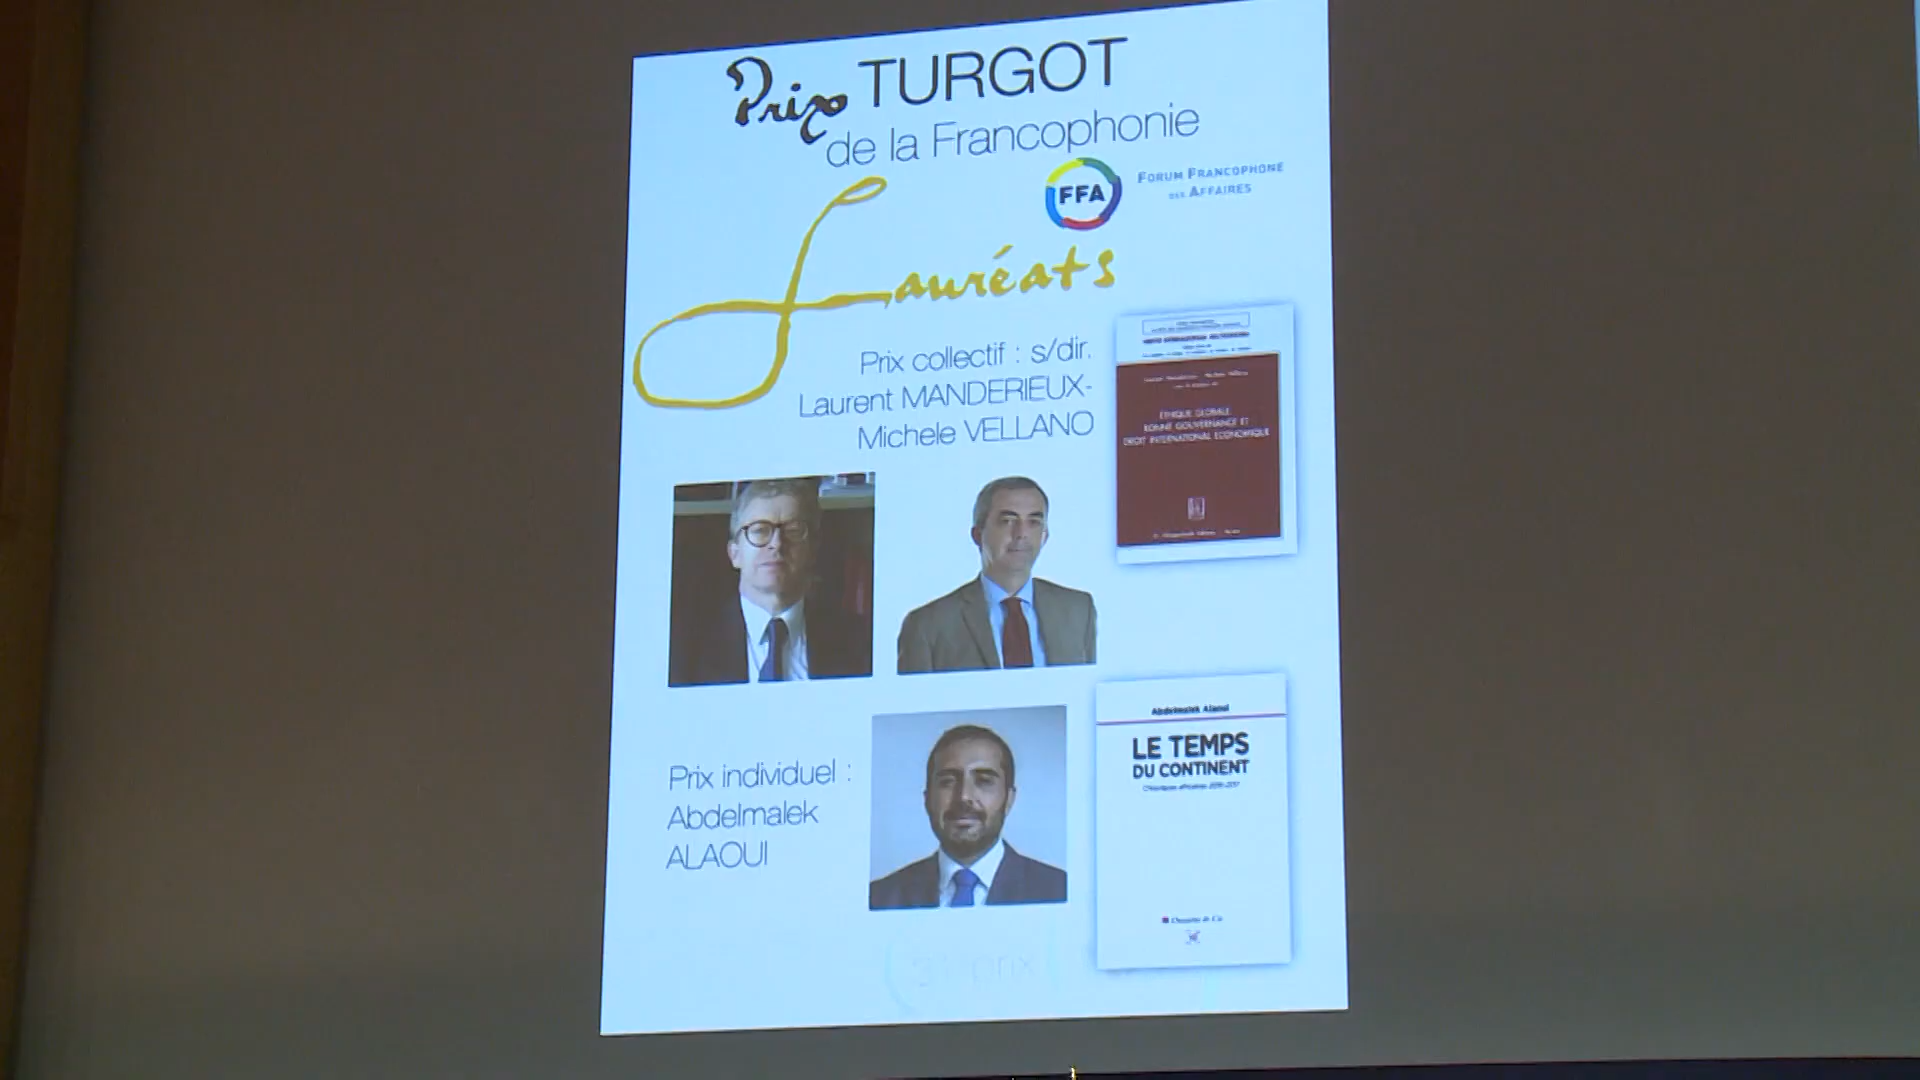 Prix TURGOT
de la Francophonie
FFA
FORUM FRANCOPHONE
DES AFFAIRES
Lauréats
Prix collectif : s/dir.
Laurent MANDERIEUX-
Michele VELLANO
ÉTHIQUE GLOBALE
BONNE GOUVERNANCE ET
DROIT INTERNATIONAL ECONOMIQUE
Prix individuel :
Abdelmalek
ALAOUI
Abdelmalek Alaoui
LE TEMPS
DU CONTINENT